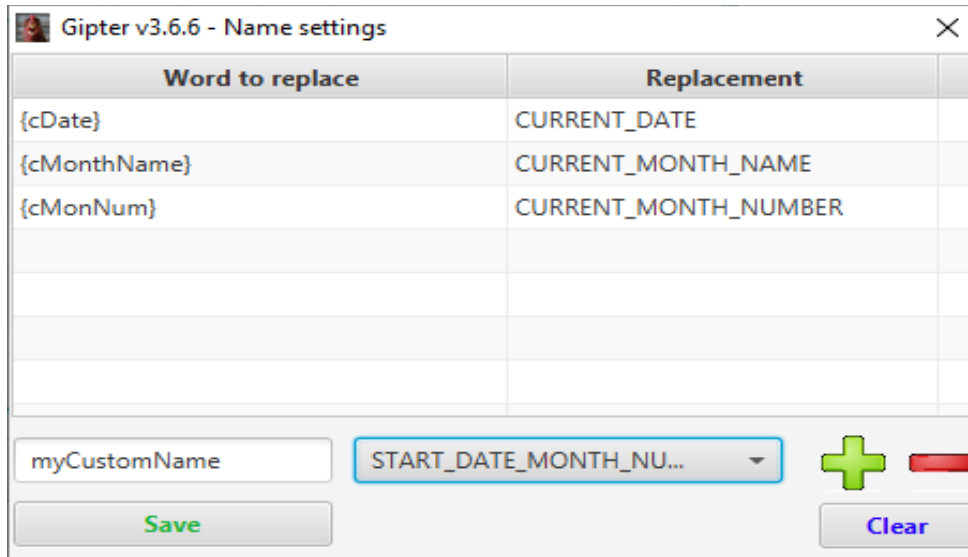 Gipter v3.6.6 - Name settings
Word to replace Replacement
{cDate} CURRENT_DATE
{cMonthName} CURRENT_MONTH_NAME
{cMonNum} CURRENT_MONTH_NUMBER
myCustomName START_DATE_MONTH_NU...
Save Clear